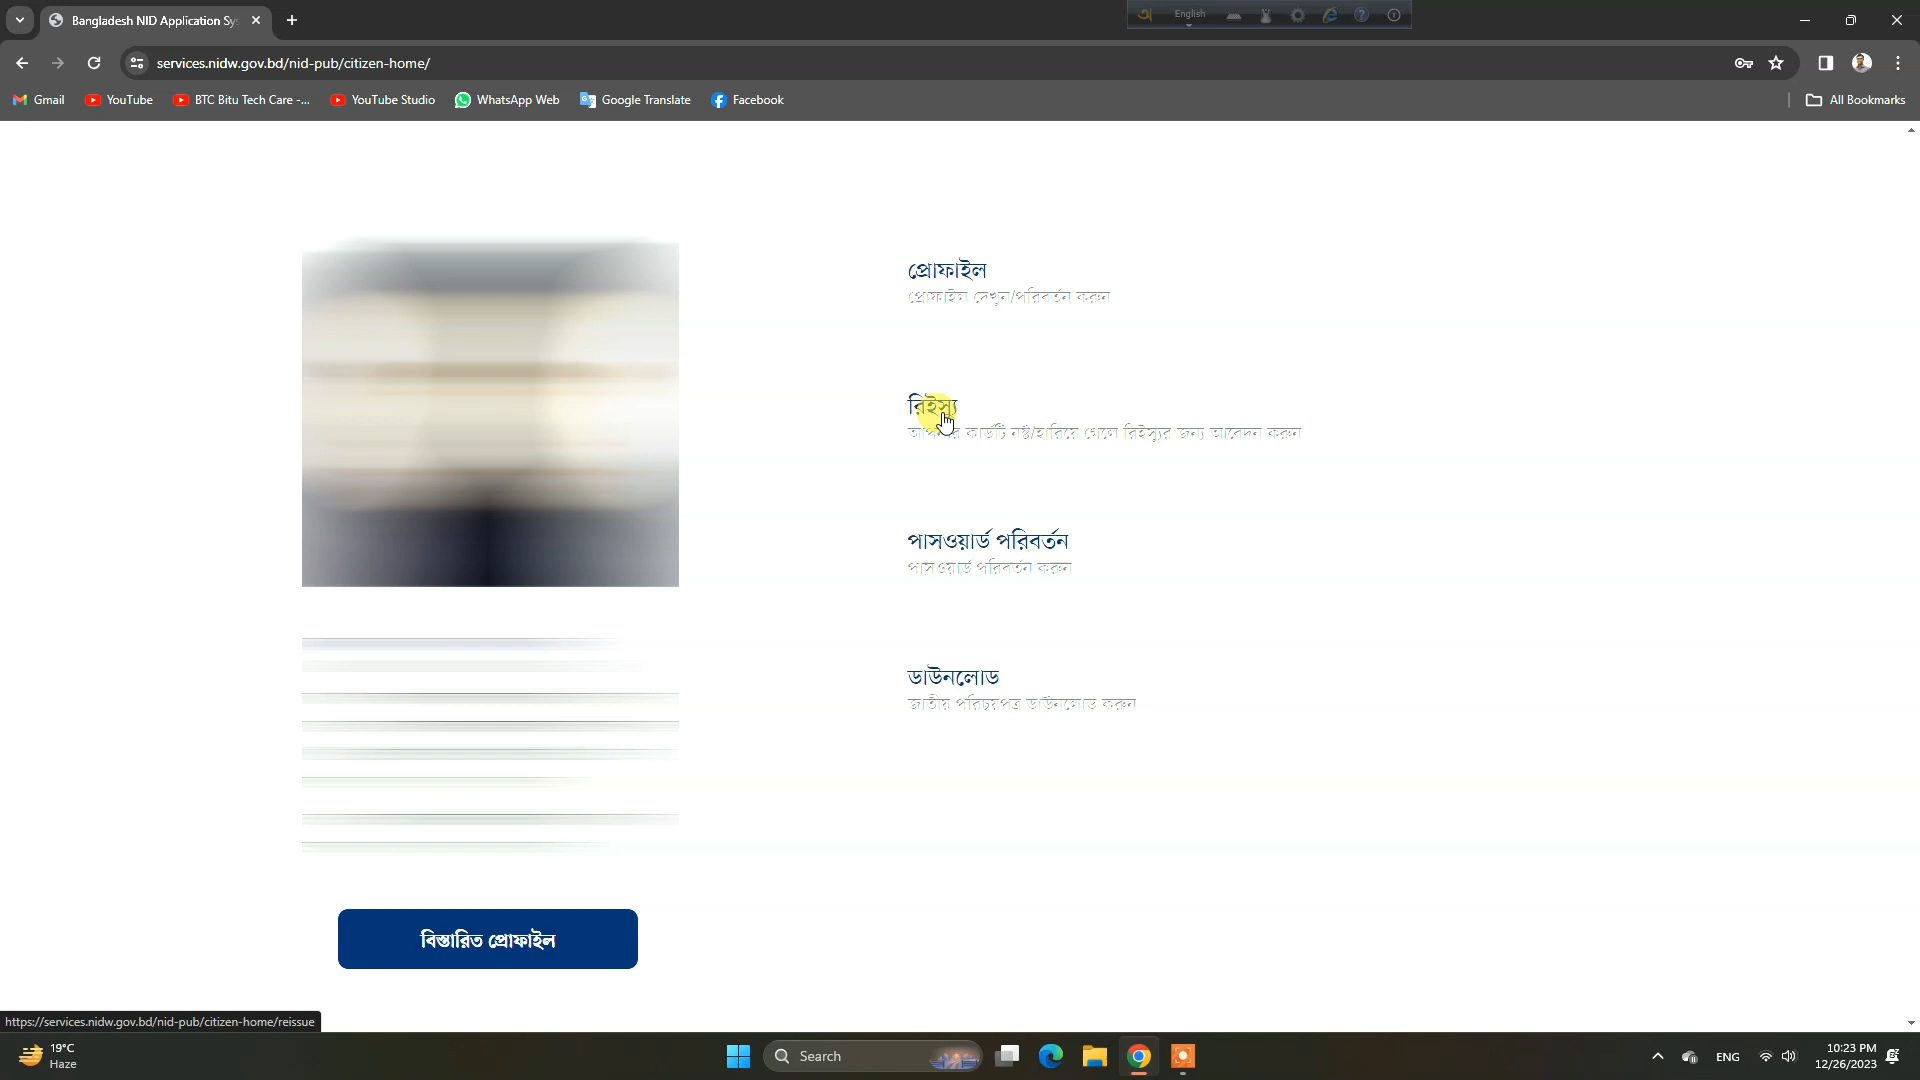 Bangladesh NID Application Sy
English
services.nidw.gov.bd/nid-pub/citizen-home/
Gmail
YouTube
BTC Bitu Tech Care -...
YouTube Studio
WhatsApp Web
Google Translate
Facebook
All Bookmarks
প্রোফাইল
প্রোফাইল দেখুন/পরিবর্তন করুন
রিইস্যু
আপনার কার্ডটি নষ্ট/হারিয়ে গেলে রিইস্যুর জন্য আবেদন করুন
পাসওয়ার্ড পরিবর্তন
পাসওয়ার্ড পরিবর্তন করুন
ডাউনলোড
জাতীয় পরিচয়পত্র ডাউনলোড করুন
বিস্তারিত প্রোফাইল
https://services.nidw.gov.bd/nid-pub/citizen-home/reissue
19°C
Haze
Search
ENG
10:23 PM
12/26/2023